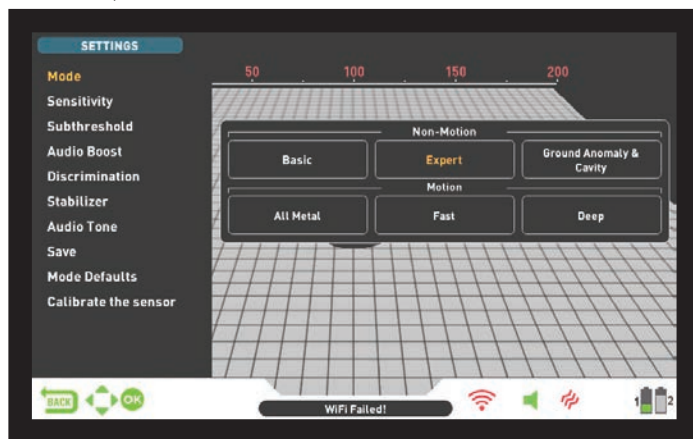 SETTINGS
Mode
Sensitivity
Subthreshold
Audio Boost
Discrimination
Stabilizer
Audio Tone
Save
Mode Defaults
Calibrate the sensor
50 100 150 200
Non-Motion
Basic Expert Ground Anomaly &
Cavity
Motion
All Metal Fast Deep
BACK OK
WiFi Failed!
1 2